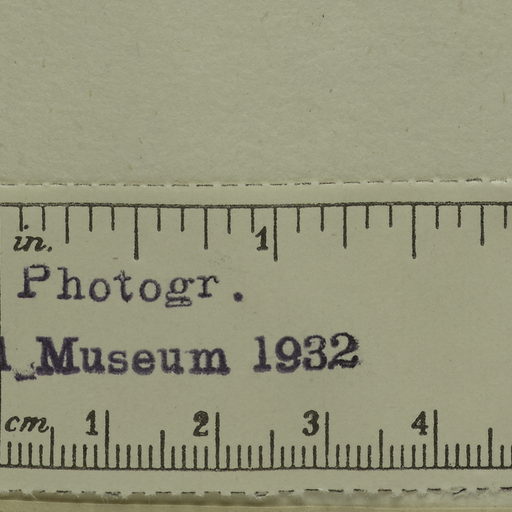 in. 1
Photogr.
Museum 1932
cm 1 2 3 4